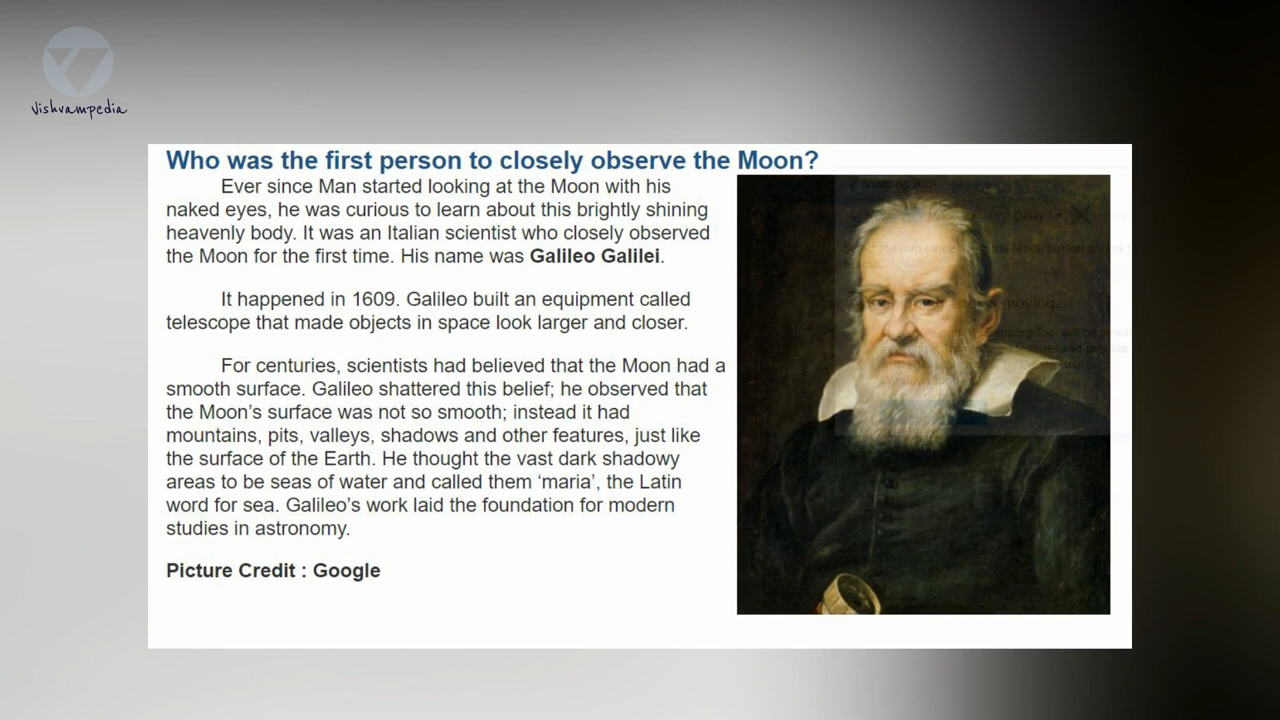 vishvampedia
Who was the first person to closely observe the Moon?
Ever since Man started looking at the Moon with his
naked eyes, he was curious to learn about this brightly shining
heavenly body. It was an Italian scientist who closely observed
the Moon for the first time. His name was Galileo Galilei.
It happened in 1609. Galileo built an equipment called
telescope that made objects in space look larger and closer.
For centuries, scientists had believed that the Moon had a
smooth surface. Galileo shattered this belief; he observed that
the Moon’s surface was not so smooth; instead it had
mountains, pits, valleys, shadows and other features, just like
the surface of the Earth. He thought the vast dark shadowy
areas to be seas of water and called them ‘maria’, the Latin
word for sea. Galileo’s work laid the foundation for modern
studies in astronomy.
Picture Credit : Google
Snipping Tool
Delay
moving...